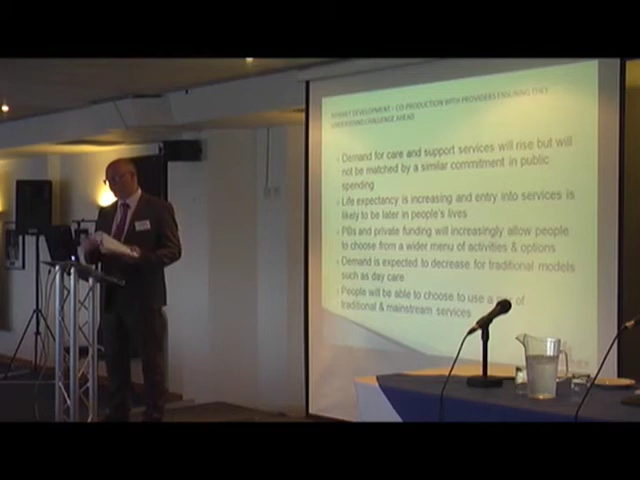 MARKET DEVELOPMENT - CO-PRODUCTION WITH PROVIDERS ENSURING THEY
UNDERSTAND CHALLENGE AHEAD
Demand for care and support services will rise but will
not be matched by a similar commitment in public
spending
Life expectancy is increasing and entry into services is
likely to be later in people's lives
PBs and private funding will increasingly allow people
to choose from a wider menu of activities & options
Demand is expected to decrease for traditional models
such as day care
People will be able to choose to use a of
traditional & mainstream services